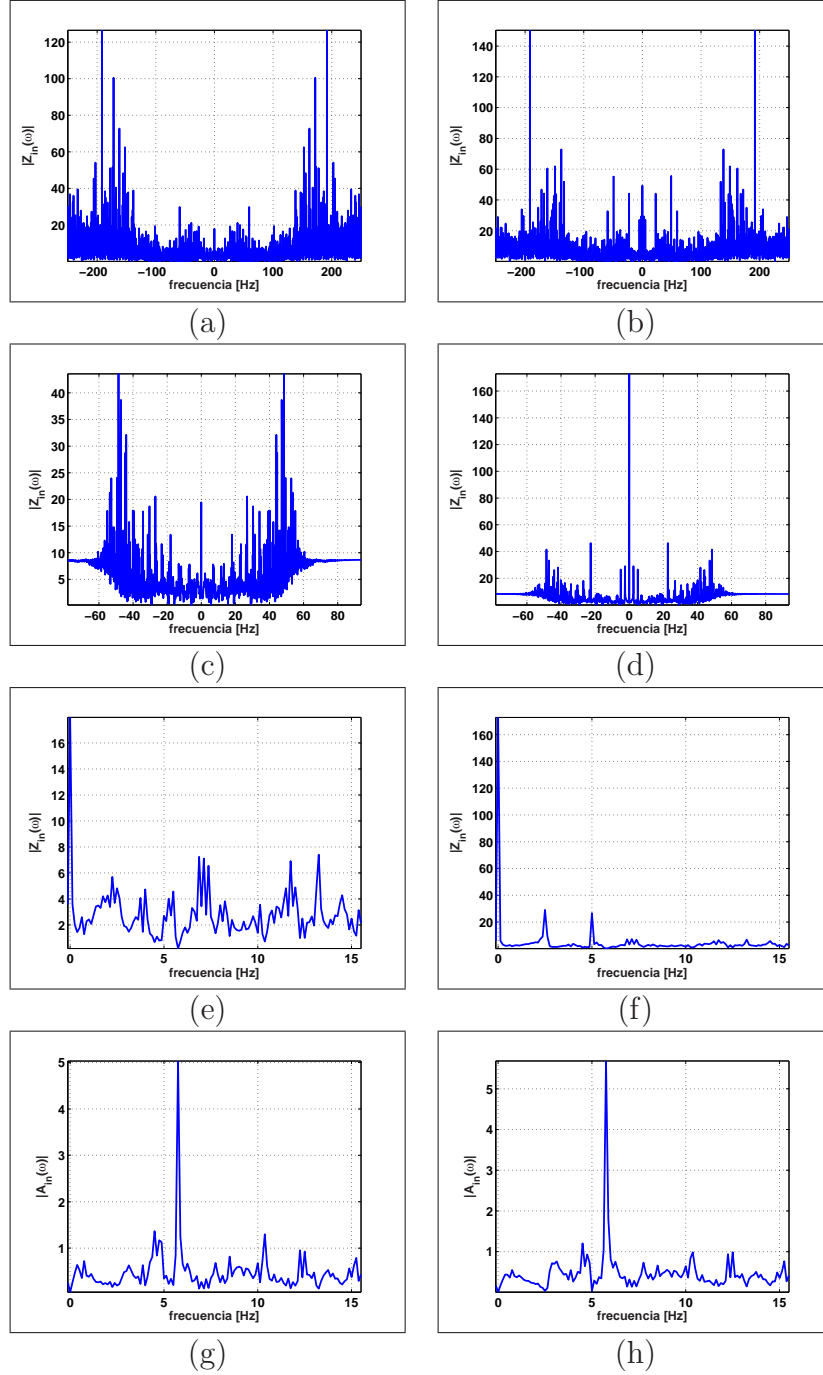 120
100
80
60
40
20
|Z_in(ω)|
−200 −100 0 100 200
frecuencia [Hz]
(a)
140
120
100
80
60
40
20
|Z_in(ω)|
−200 −100 0 100 200
frecuencia [Hz]
(b)
40
35
30
25
20
15
10
5
|Z_in(ω)|
−60 −40 −20 0 20 40 60 80
frecuencia [Hz]
(c)
160
140
120
100
80
60
40
20
|Z_in(ω)|
−60 −40 −20 0 20 40 60 80
frecuencia [Hz]
(d)
16
14
12
10
8
6
4
2
|Z_in(ω)|
0 5 10 15
frecuencia [Hz]
(e)
160
140
120
100
80
60
40
20
|Z_in(ω)|
0 5 10 15
frecuencia [Hz]
(f)
5
4
3
2
1
|A_in(ω)|
0 5 10 15
frecuencia [Hz]
(g)
5
4
3
2
1
|A_in(ω)|
0 5 10 15
frecuencia [Hz]
(h)